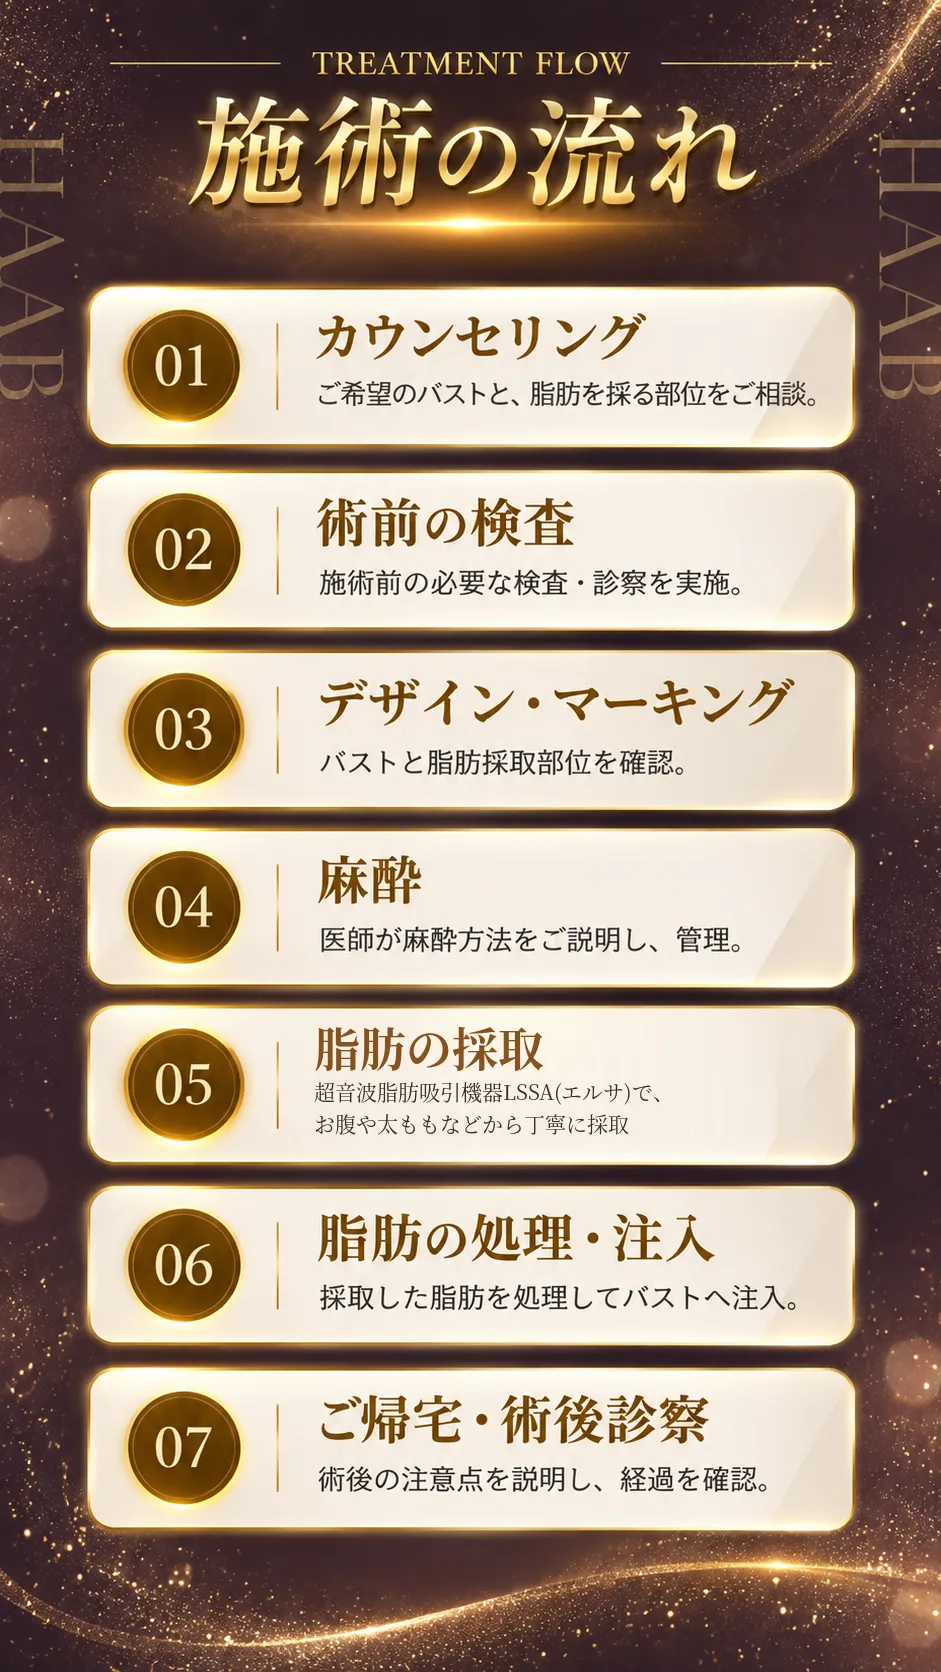 TREATMENT FLOW
施術の流れ
HAAB
HAAB
01
カウンセリング
ご希望のバストと、脂肪を採る部位をご相談。
02
術前の検査
施術前の必要な検査・診察を実施。
03
デザイン・マーキング
バストと脂肪採取部位を確認。
04
麻酔
医師が麻酔方法をご説明し、管理。
05
脂肪の採取
超音波脂肪吸引機器LSSA(エルサ)で、
お腹や太ももなどから丁寧に採取
06
脂肪の処理・注入
採取した脂肪を処理してバストへ注入。
07
ご帰宅・術後診察
術後の注意点を説明し、経過を確認。